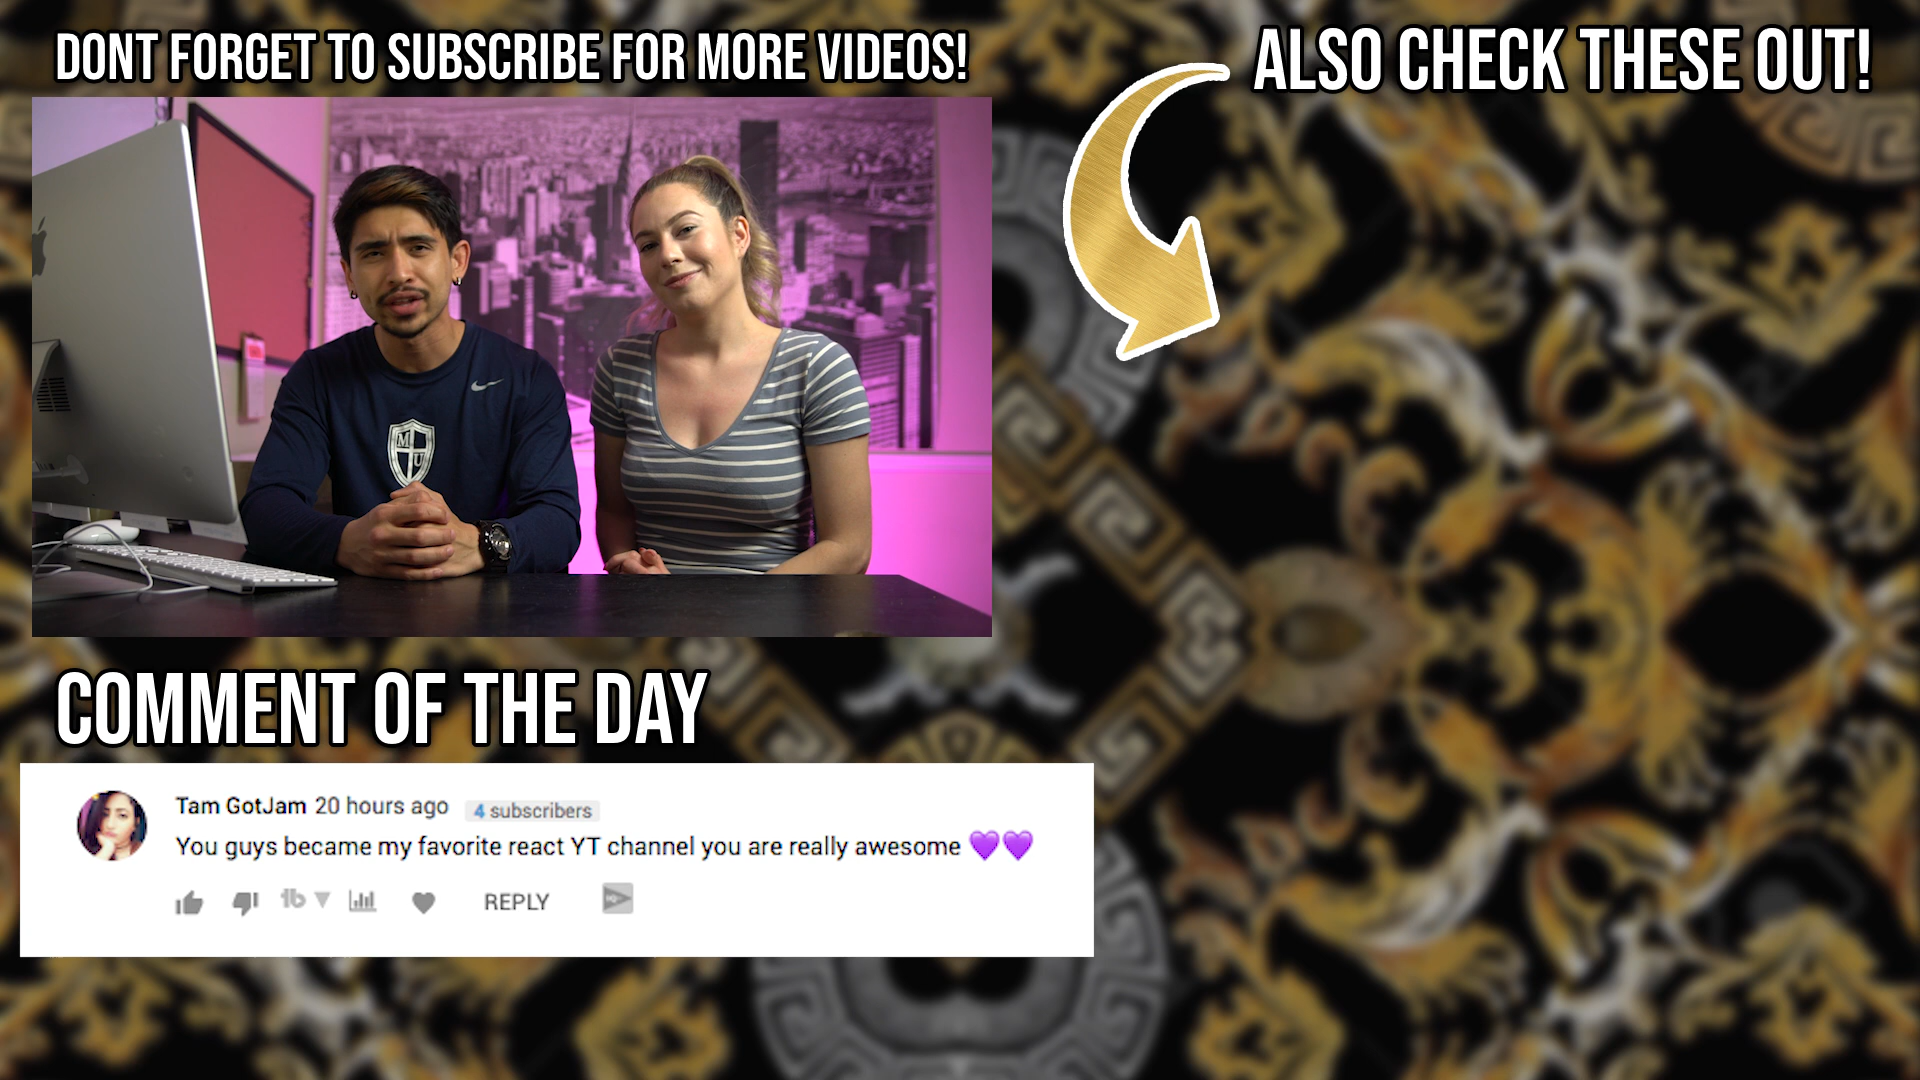 DONT FORGET TO SUBSCRIBE FOR MORE VIDEOS!
ALSO CHECK THESE OUT!
M
U
COMMENT OF THE DAY
Tam GotJam 20 hours ago 4 subscribers
You guys became my favorite react YT channel you are really awesome 💜💜
REPLY